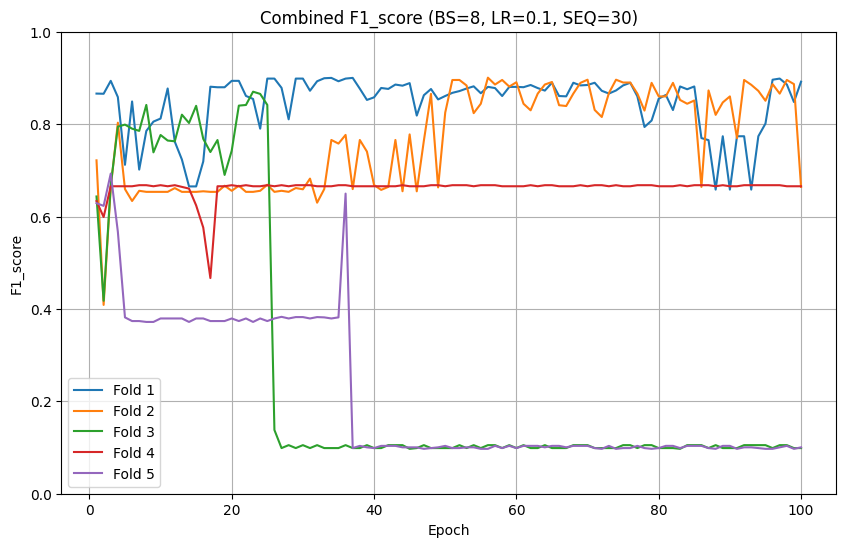 Combined F1_score (BS=8, LR=0.1, SEQ=30)
1.0
0.8
0.6
0.4
0.2
0.0
F1_score
Fold 1
Fold 2
Fold 3
Fold 4
Fold 5
0 20 40 60 80 100
Epoch